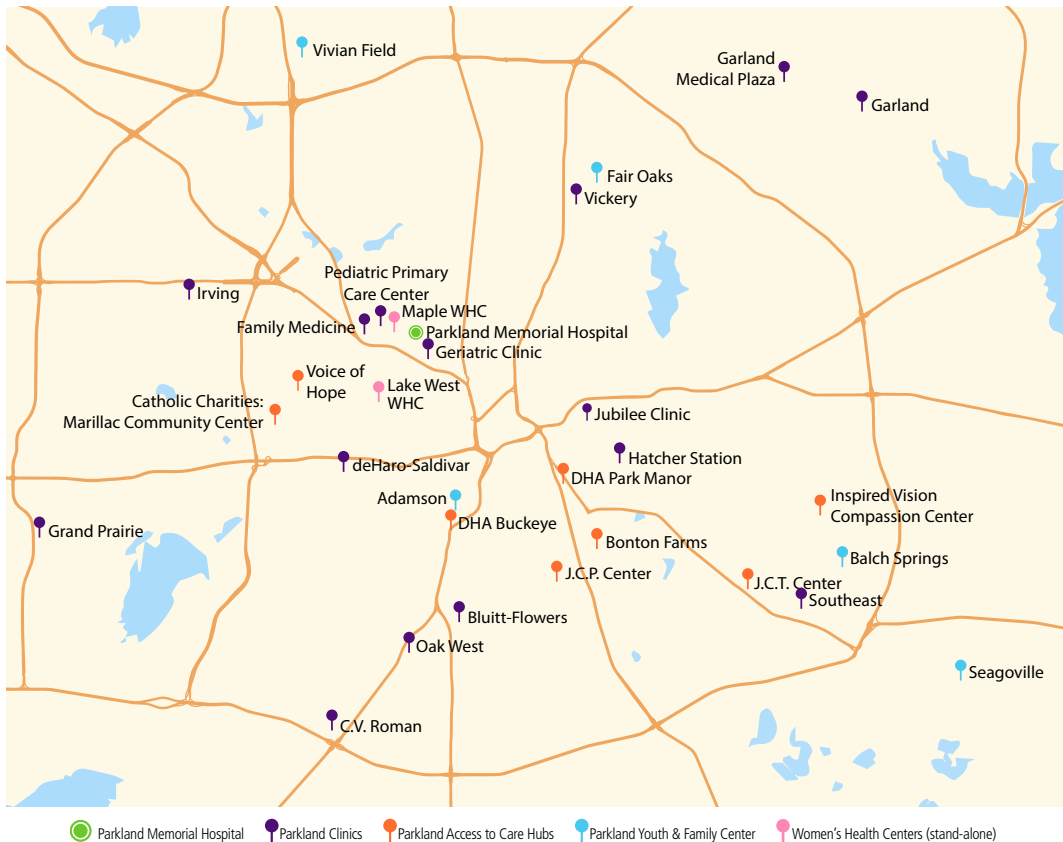 Vivian Field
Garland
Medical Plaza
Garland
Fair Oaks
Vickery
Irving
Pediatric Primary
Care Center
Maple WHC
Family Medicine
Parkland Memorial Hospital
Geriatric Clinic
Voice of
Hope
Lake West
WHC
Catholic Charities:
Marillac Community Center
Jubilee Clinic
deHaro-Saldivar
Hatcher Station
DHA Park Manor
Adamson
DHA Buckeye
Inspired Vision
Compassion Center
Grand Prairie
Bonton Farms
Balch Springs
J.C.P. Center
J.C.T. Center
Southeast
Bluitt-Flowers
Oak West
Seagoville
C.V. Roman
Parkland Memorial Hospital
Parkland Clinics
Parkland Access to Care Hubs
Parkland Youth & Family Center
Women's Health Centers (stand-alone)